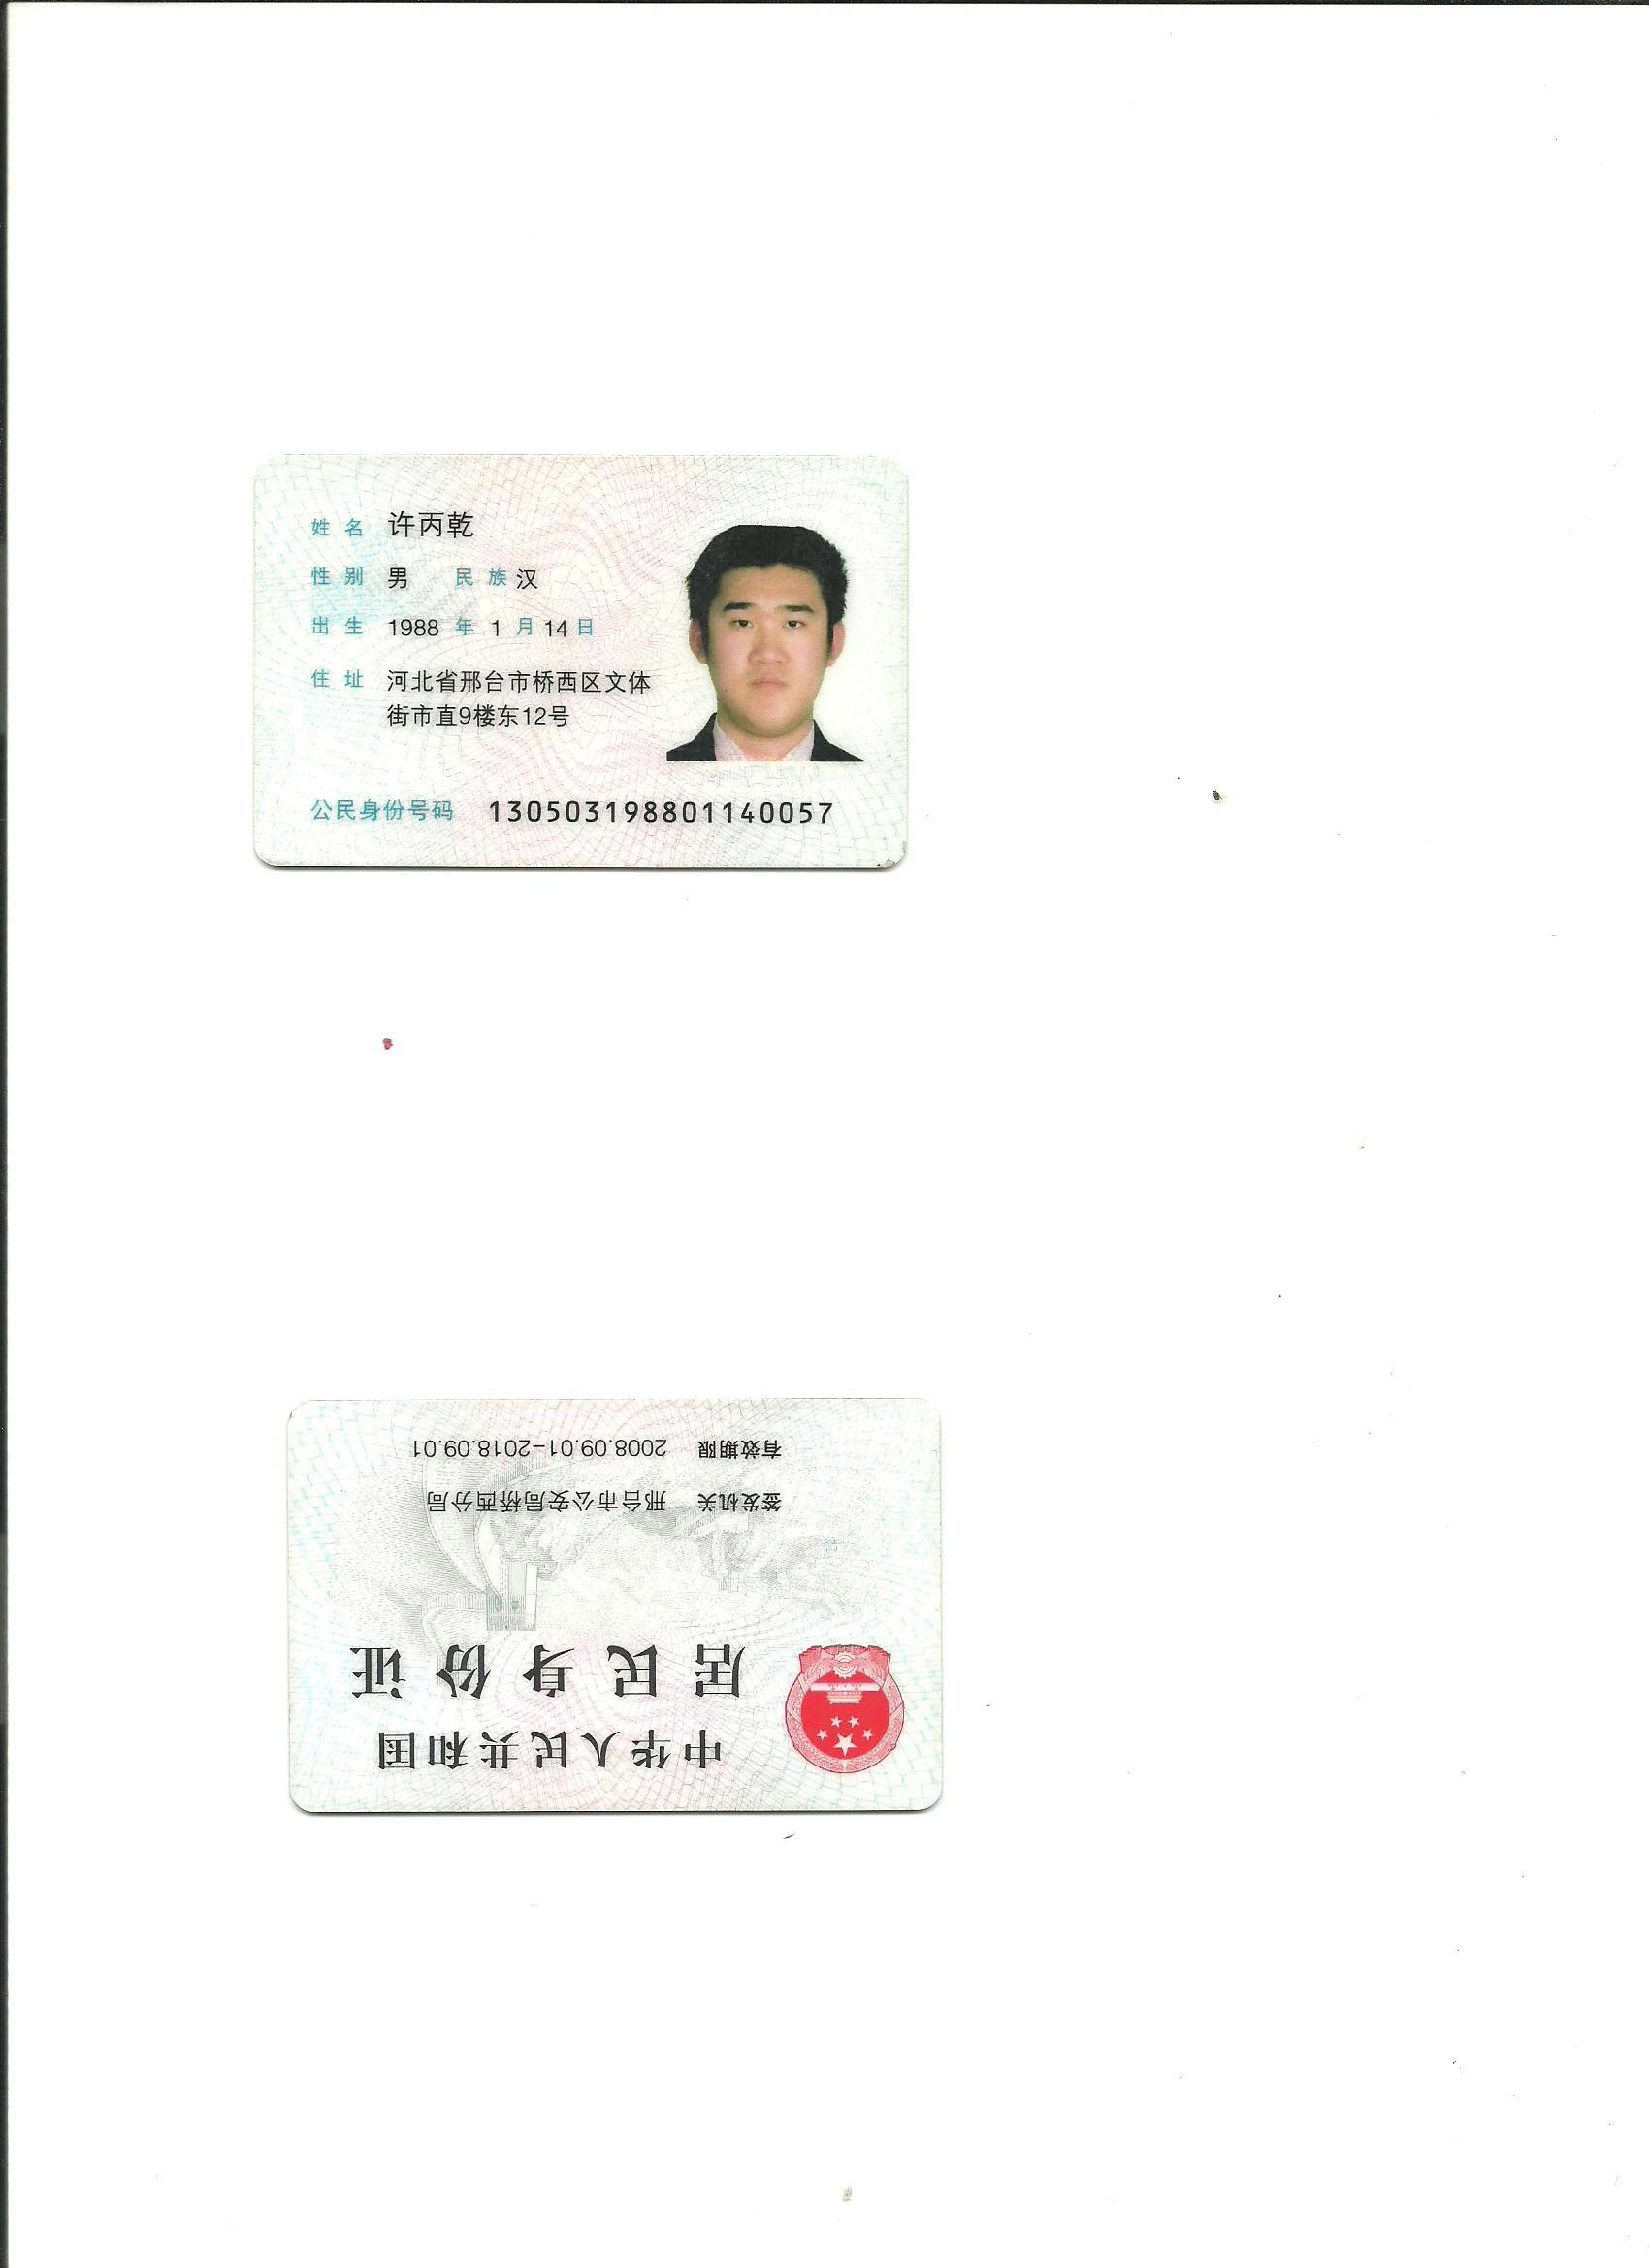 姓名 许丙乾
性别 男 民族 汉
出生 1988 年 1 月 14 日
住址 河北省邢台市桥西区文体
街市直9楼东12号
公民身份号码 130503198801140057
中华人民共和国
居民身份证
签发机关 邢台市公安局桥西分局
有效期限 2008.09.01-2018.09.01